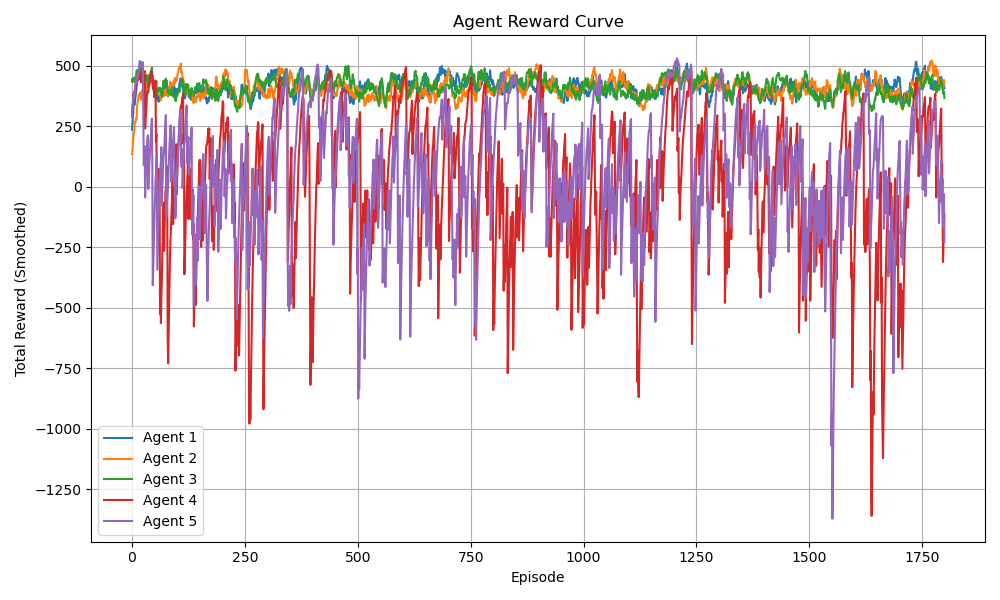 Agent Reward Curve
Total Reward (Smoothed)
500
250
0
−250
−500
−750
−1000
−1250
Agent 1
Agent 2
Agent 3
Agent 4
Agent 5
0 250 500 750 1000 1250 1500 1750
Episode